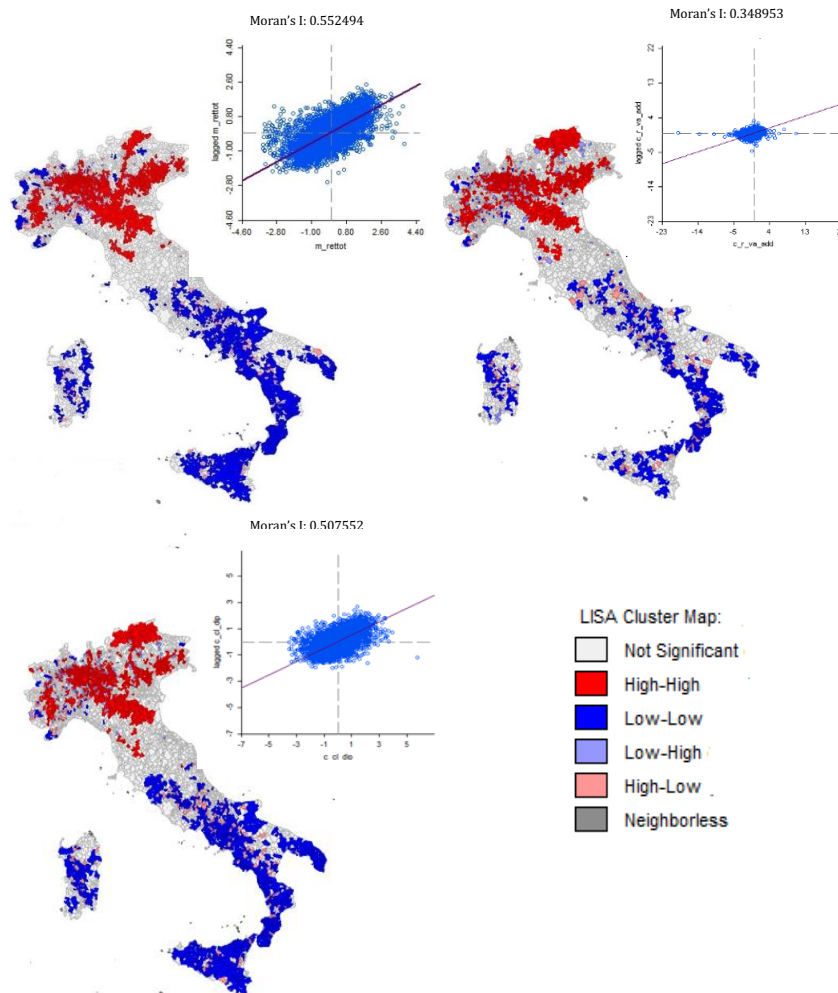 Moran's I: 0.552494
4.40
2.60
0.80
-1.00
-2.80
-4.60
lagged m_rettot
-4.60 -2.80 -1.00 0.80 2.60 4.40
m_rettot
Moran's I: 0.348953
22
13
4
-5
-14
-23
lagged c_r_va_add
-23 -14 -5 4 13
c_r_va_add
Moran's I: 0.507552
5
3
1
-1
-3
-5
-7
lagged c_cl_dip
-7 -5 -3 -1 1 3 5
c_cl_dip
LISA Cluster Map:
Not Significant
High-High
Low-Low
Low-High
High-Low
Neighborless